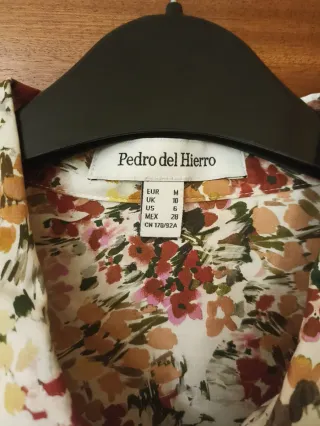 Pedro del Hierro
EUR M
UK 10
US 6
MEX 28
CN 170/92A